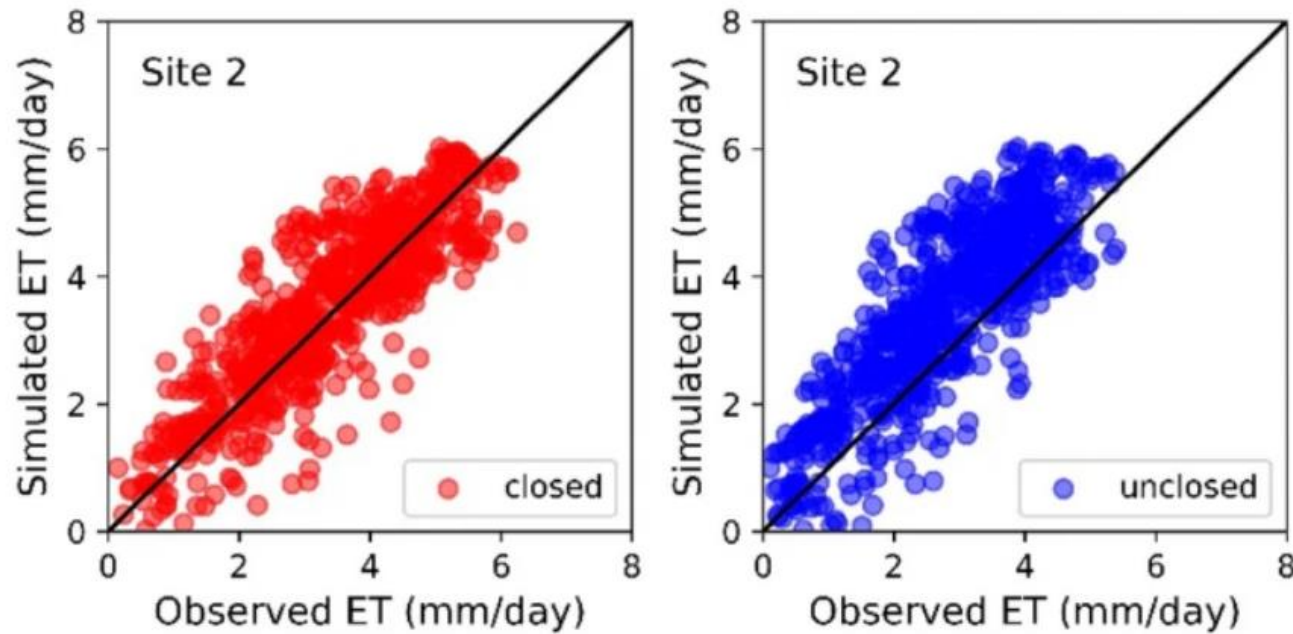 Site 2
Simulated ET (mm/day)
8
6
4
2
0
closed
0 2 4 6 8
Observed ET (mm/day)
Site 2
Simulated ET (mm/day)
8
6
4
2
0
unclosed
0 2 4 6 8
Observed ET (mm/day)